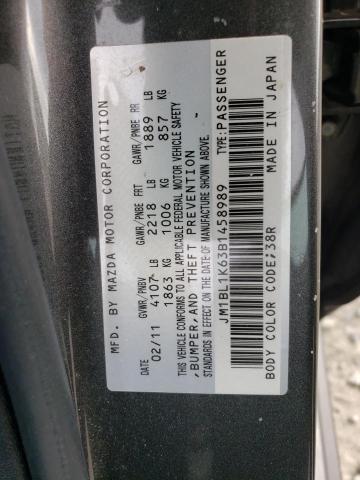 MFD. BY MAZDA MOTOR CORPORATION
DATE GVWR/PNBV GAWR/PNBE FRT GAWR/PNBE RR
02/11 4107 LB 2218 LB 1889 LB
1863 KG 1006 KG 857 KG
THIS VEHICLE CONFORMS TO ALL APPLICABLE FEDERAL MOTOR VEHICLE SAFETY
,BUMPER,AND THEFT PREVENTION
STANDARDS IN EFFECT ON THE DATE OF MANUFACTURE SHOWN ABOVE.
JM1BL1K63B1458989 TYPE:PASSENGER
BODY COLOR CODE;38R MADE IN JAPAN